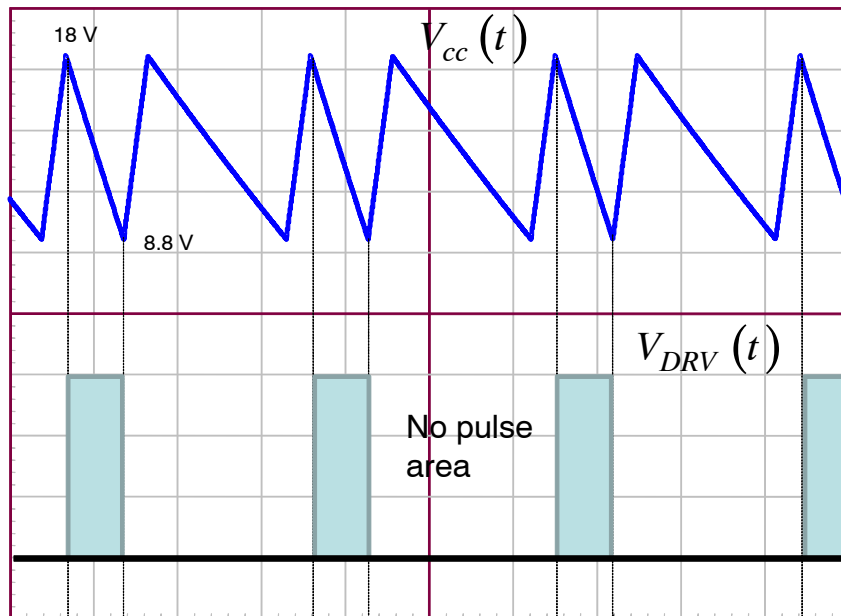 18 V
Vcc (t)
8.8 V
VDRV (t)
No pulse
area